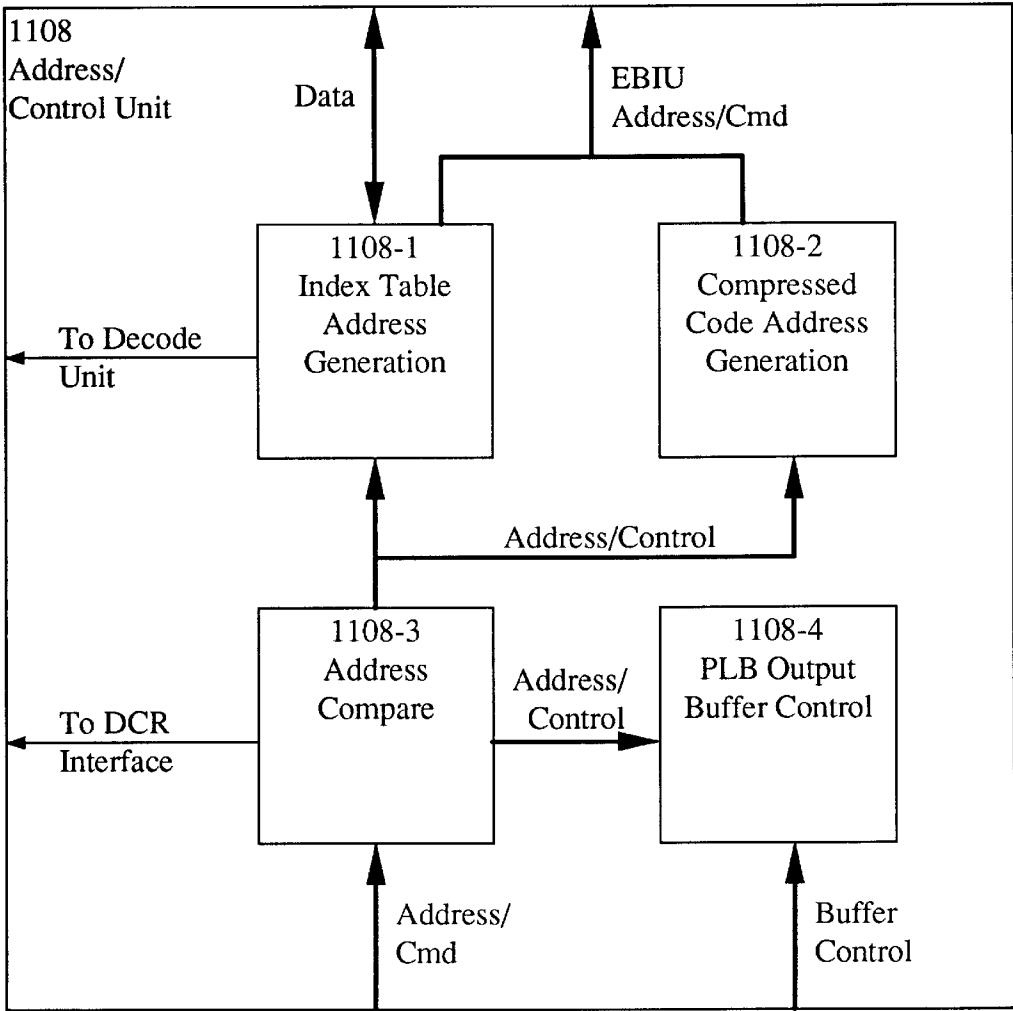 1108
Address/
Control Unit
Data
EBIU
Address/Cmd
1108-1
Index Table
Address
Generation
1108-2
Compressed
Code Address
Generation
To Decode
Unit
Address/Control
1108-3
Address
Compare
Address/
Control
1108-4
PLB Output
Buffer Control
To DCR
Interface
Address/
Cmd
Buffer
Control